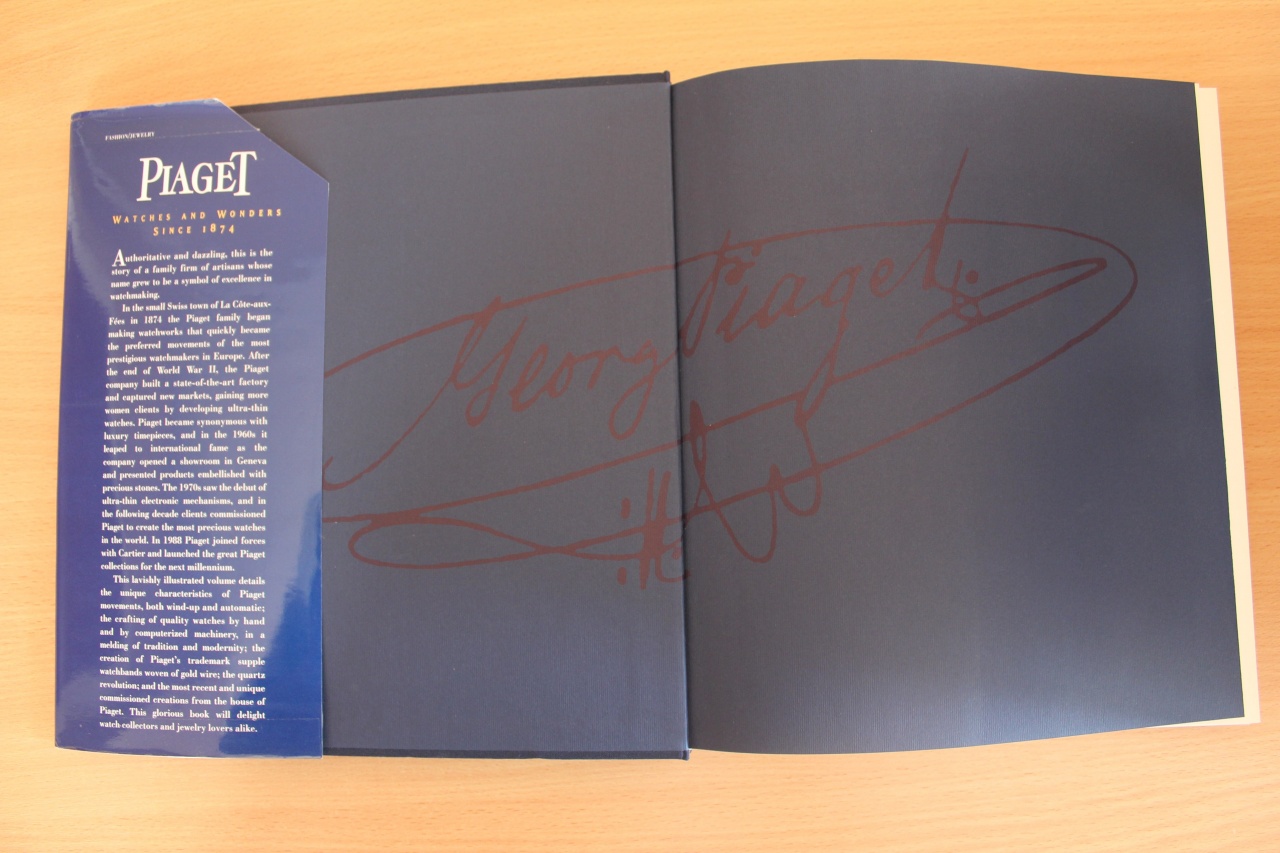 FASHION/JEWELRY
PIAGET
WATCHES AND WONDERS
SINCE 1874
Authoritative and dazzling, this is the
story of a family firm of artisans whose
name grew to be a symbol of excellence in
watchmaking.
In the small Swiss town of La Côte-aux-
Fées in 1874 the Piaget family began
making watchworks that quickly became
the preferred movements of the most
prestigious watchmakers in Europe. After
the end of World War II, the Piaget
company built a state-of-the-art factory
and captured new markets, gaining more
women clients by developing ultra-thin
watches. Piaget became synonymous with
luxury timepieces, and in the 1960s it
leaped to international fame as the
company opened a showroom in Geneva
and presented products embellished with
precious stones. The 1970s saw the debut of
ultra-thin electronic mechanisms, and in
the following decade clients commissioned
Piaget to create the most precious watches
in the world. In 1988 Piaget joined forces
with Cartier and launched the great Piaget
collections for the next millennium.
This lavishly illustrated volume details
the unique characteristics of Piaget
movements, both wind-up and automatic;
the crafting of quality watches by hand
and by computerized machinery, in a
melding of tradition and modernity; the
creation of Piaget's trademark supple
watchbands woven of gold wire; the quartz
revolution; and the most recent and unique
commissioned creations from the house of
Piaget. This glorious book will delight
watch collectors and jewelry lovers alike.
Georg Piaget